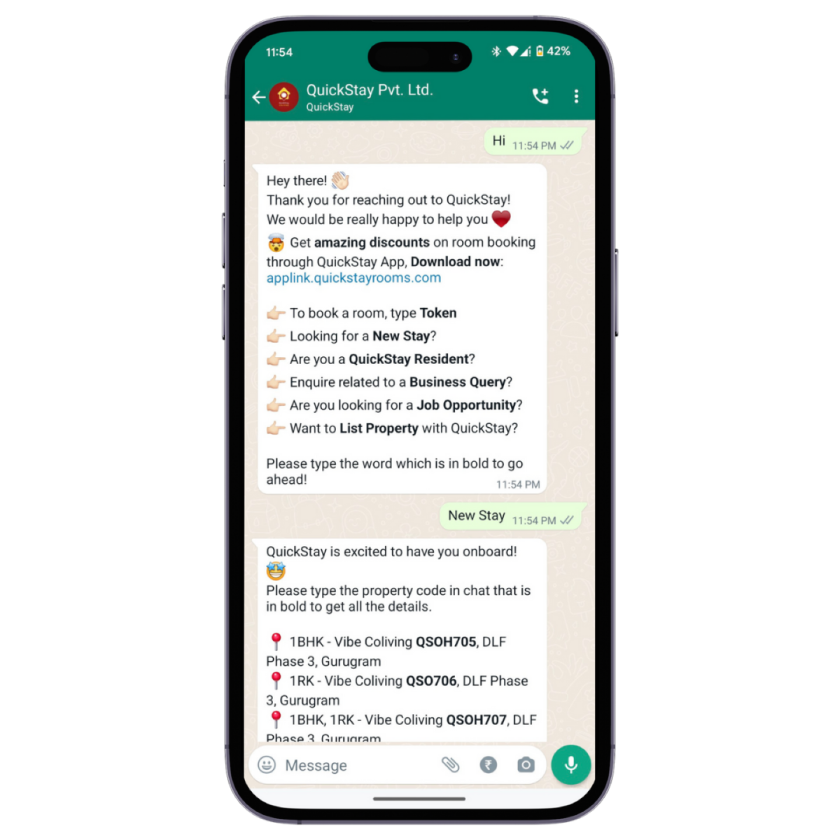 11:54
42%
QuickStay Pvt. Ltd.
QuickStay
Hi 11:54 PM
Hey there! 👋🏻
Thank you for reaching out to QuickStay!
We would be really happy to help you ❤️
🤯 Get amazing discounts on room booking
through QuickStay App, Download now:
applink.quickstayrooms.com
👉🏻 To book a room, type Token
👉🏻 Looking for a New Stay?
👉🏻 Are you a QuickStay Resident?
👉🏻 Enquire related to a Business Query?
👉🏻 Are you looking for a Job Opportunity?
👉🏻 Want to List Property with QuickStay?
Please type the word which is in bold to go
ahead!
11:54 PM
New Stay 11:54 PM
QuickStay is excited to have you onboard!
🤩
Please type the property code in chat that is
in bold to get all the details.
📍 1BHK - Vibe Coliving QSOH705, DLF
Phase 3, Gurugram
📍 1RK - Vibe Coliving QSO706, DLF Phase
3, Gurugram
📍 1BHK, 1RK - Vibe Coliving QSOH707, DLF
Phase 3, Gurugram
Message